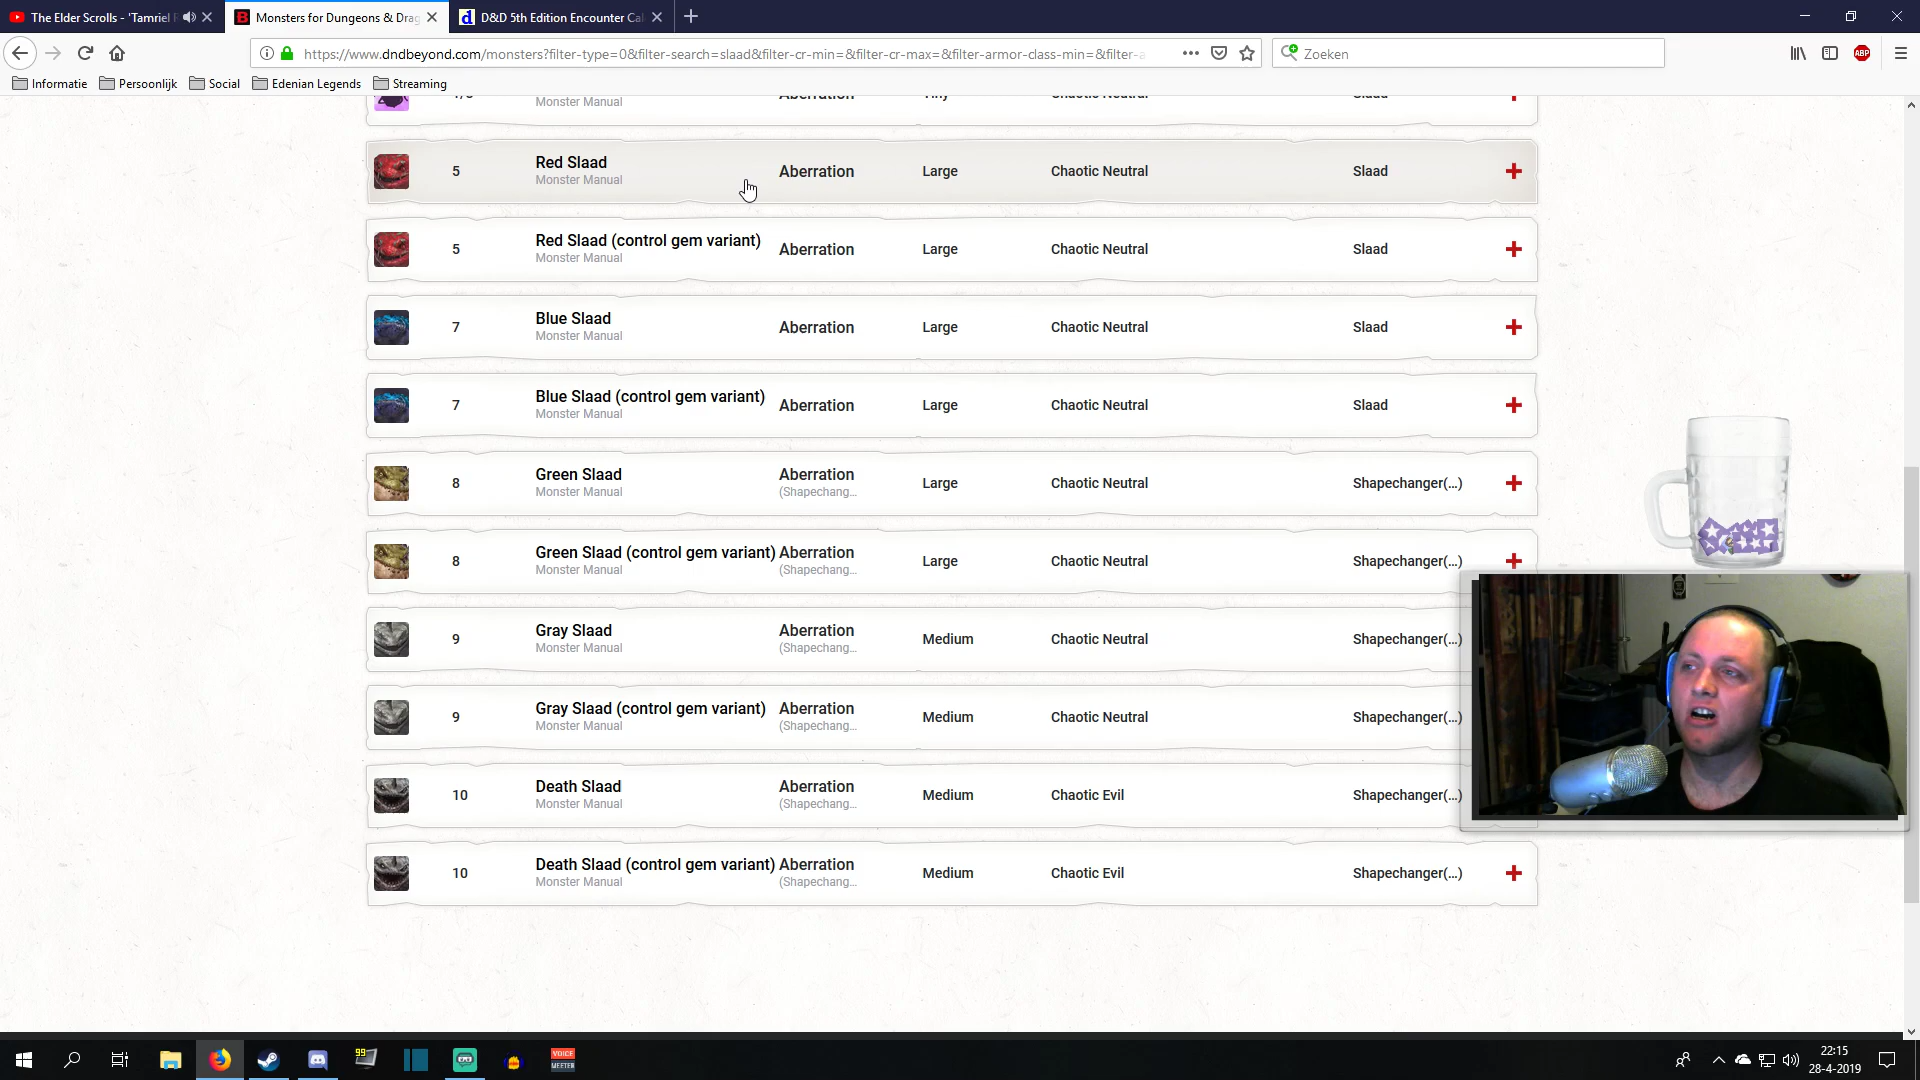 The Elder Scrolls - 'Tamriel R
Monsters for Dungeons & Drag
D&D 5th Edition Encounter Cal
https://www.dndbeyond.com/monsters?filter-type=0&filter-search=slaad&filter-cr-min=&filter-cr-max=&filter-armor-class-min=&filter-a
Zoeken
ABP
Informatie Persoonlijk Social Edenian Legends Streaming
Monster Manual Aberration Chaotic Neutral Slaad
5 Red Slaad Aberration Large Chaotic Neutral Slaad
Monster Manual
5 Red Slaad (control gem variant) Aberration Large Chaotic Neutral Slaad
Monster Manual
7 Blue Slaad Aberration Large Chaotic Neutral Slaad
Monster Manual
7 Blue Slaad (control gem variant) Aberration Large Chaotic Neutral Slaad
Monster Manual
8 Green Slaad Aberration Large Chaotic Neutral Shapechanger(...)
Monster Manual (Shapechang...
8 Green Slaad (control gem variant) Aberration Large Chaotic Neutral Shapechanger(...)
Monster Manual (Shapechang...
9 Gray Slaad Aberration Medium Chaotic Neutral Shapechanger(...)
Monster Manual (Shapechang...
9 Gray Slaad (control gem variant) Aberration Medium Chaotic Neutral Shapechanger(...)
Monster Manual (Shapechang...
10 Death Slaad Aberration Medium Chaotic Evil Shapechanger(...)
Monster Manual (Shapechang...
10 Death Slaad (control gem variant) Aberration Medium Chaotic Evil Shapechanger(...)
Monster Manual (Shapechang...
99
VOICE
MEETER
22:15
28-4-2019